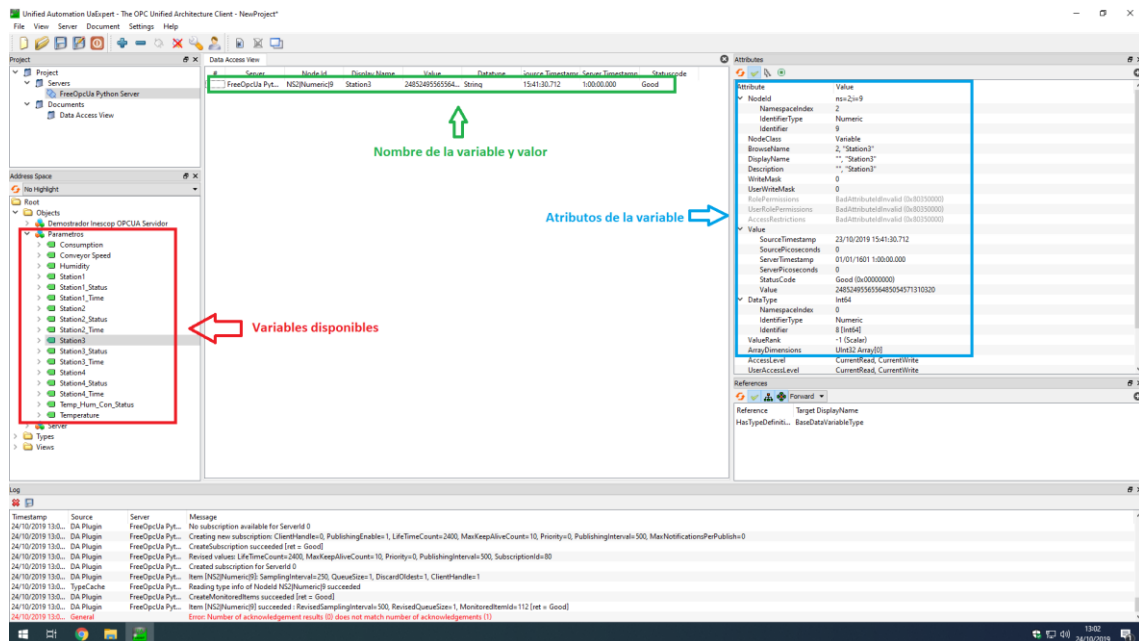 Unified Automation UaExpert - The OPC Unified Architecture Client - NewProject*
File View Server Document Settings Help
Project
Project
Servers
FreeOpcUa Python Server
Documents
Data Access View
Address Space
No Highlight
Root
Objects
Demostrador Inescop OPCUA Servidor
Parametros
Consumption
Conveyor Speed
Humidity
Station1
Station1_Status
Station1_Time
Station2
Station2_Status
Station2_Time
Station3
Station3_Status
Station3_Time
Station4
Station4_Status
Station4_Time
Temp_Hum_Con_Status
Temperature
Server
Types
Views
Variables disponibles
Data Access View
# Server Node Id Display Name Value Datatype Source Timestamp Server Timestamp Statuscode
FreeOpcUa Pyt... NS2|Numeric|9 Station3 24852495565564... String 15:41:30.712 1:00:00.000 Good
Nombre de la variable y valor
Atributos de la variable
Attributes
Attribute Value
NodeId ns=2;i=9
NamespaceIndex 2
IdentifierType Numeric
Identifier 9
NodeClass Variable
BrowseName 2, "Station3"
DisplayName "", "Station3"
Description "", "Station3"
WriteMask 0
UserWriteMask 0
RolePermissions BadAttributeIdInvalid (0x80350000)
UserRolePermissions BadAttributeIdInvalid (0x80350000)
AccessRestrictions BadAttributeIdInvalid (0x80350000)
Value
SourceTimestamp 23/10/2019 15:41:30.712
SourcePicoseconds 0
ServerTimestamp 01/01/1601 1:00:00.000
ServerPicoseconds 0
StatusCode Good (0x00000000)
Value 2485249556556485054571310320
DataType Int64
NamespaceIndex 0
IdentifierType Numeric
Identifier 8 [Int64]
ValueRank -1 (Scalar)
ArrayDimensions UInt32 Array[0]
AccessLevel CurrentRead, CurrentWrite
UserAccessLevel CurrentRead, CurrentWrite
References
Forward
Reference Target DisplayName
HasTypeDefiniti... BaseDataVariableType
Log
Timestamp Source Server Message
24/10/2019 13:0... DA Plugin FreeOpcUa Pyt... No subscription available for ServerId 0
24/10/2019 13:0... DA Plugin FreeOpcUa Pyt... Creating new subscription: ClientHandle=0, PublishingEnable=1, LifeTimeCount=2400, MaxKeepAliveCount=10, Priority=0, PublishingInterval=500, MaxNotificationsPerPublish=0
24/10/2019 13:0... DA Plugin FreeOpcUa Pyt... CreateSubscription succeeded [ret = Good]
24/10/2019 13:0... DA Plugin FreeOpcUa Pyt... Revised values: LifeTimeCount=2400, MaxKeepAliveCount=10, Priority=0, PublishingInterval=500, SubscriptionId=80
24/10/2019 13:0... DA Plugin FreeOpcUa Pyt... Created subscription for ServerId 0
24/10/2019 13:0... DA Plugin FreeOpcUa Pyt... Item [NS2|Numeric|9]: SamplingInterval=250, QueueSize=1, DiscardOldest=1, ClientHandle=1
24/10/2019 13:0... TypeCache FreeOpcUa Pyt... Reading type info of NodeId NS2|Numeric|9 succeeded
24/10/2019 13:0... DA Plugin FreeOpcUa Pyt... CreateMonitoredItems succeeded [ret = Good]
24/10/2019 13:0... DA Plugin FreeOpcUa Pyt... Item [NS2|Numeric|9] succeeded : RevisedSamplingInterval=500, RevisedQueueSize=1, MonitoredItemId=112 [ret = Good]
24/10/2019 13:0... General FreeOpcUa Pyt... Error: Number of acknowledgement results (0) does not match number of acknowledgements (1)
13:02
24/10/2019